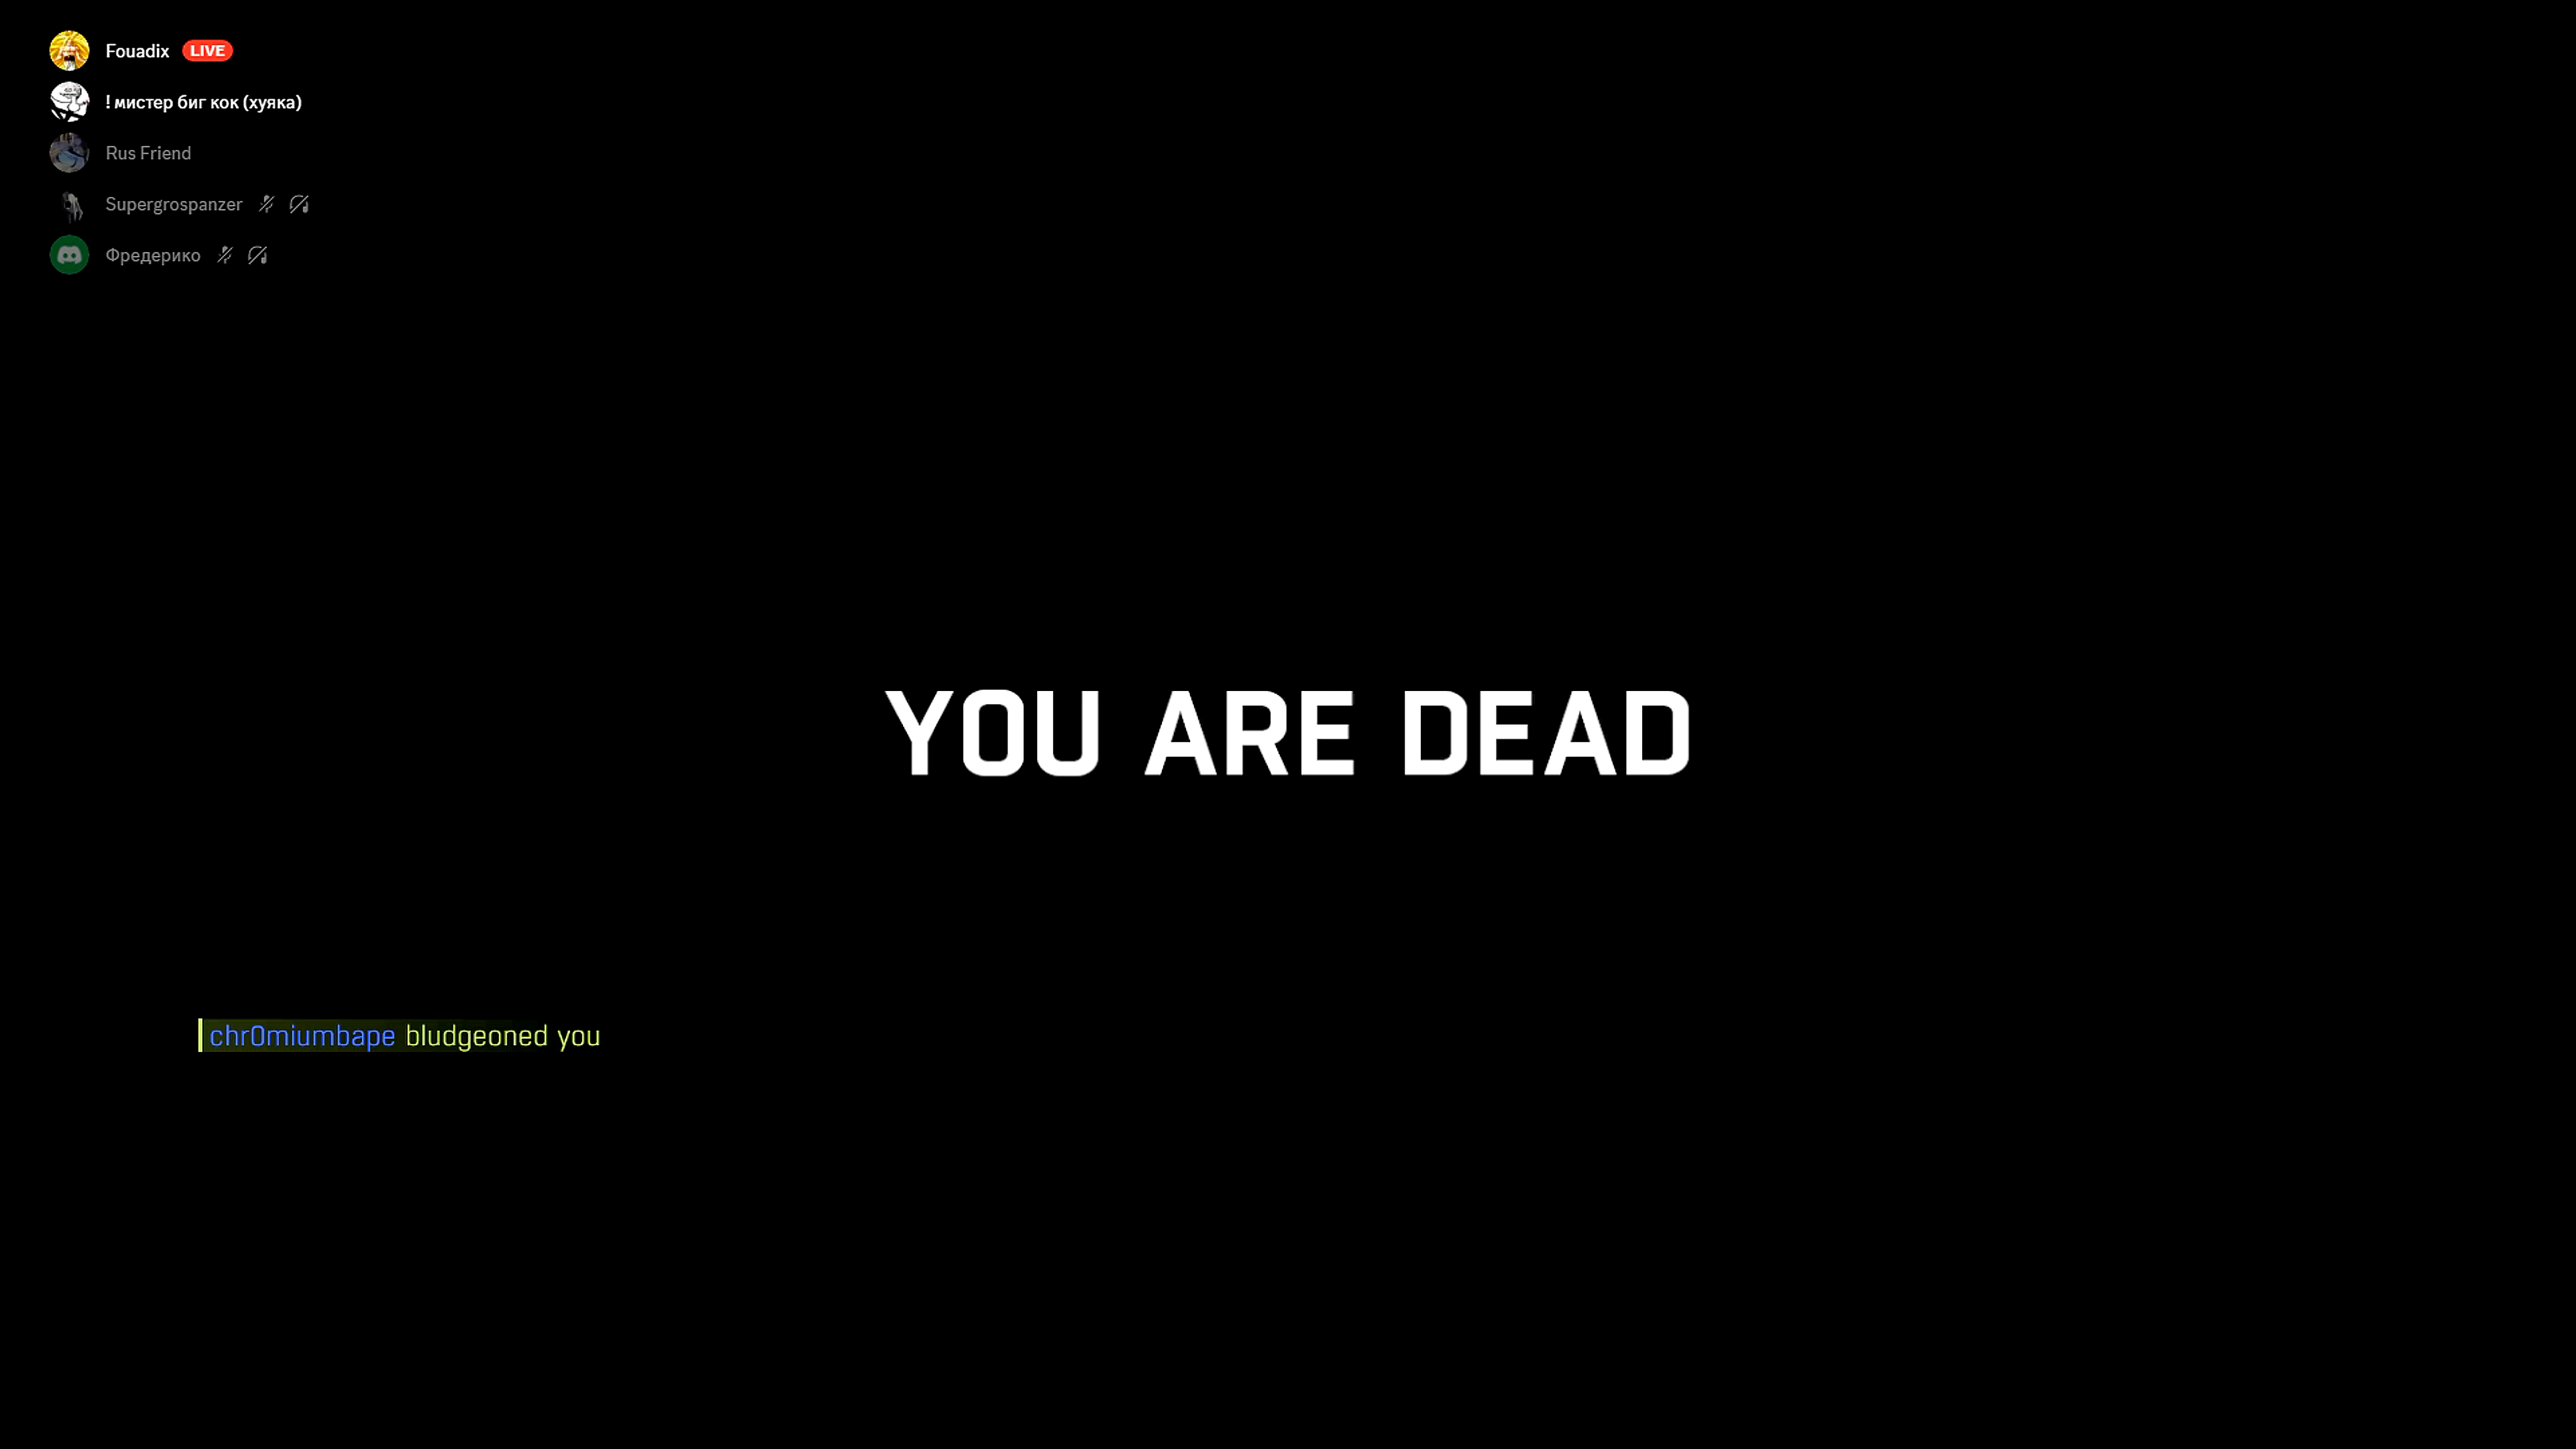 Fouadix LIVE
! мистер биг кок (хуяка)
Rus Friend
Supergrospanzer
Фредерико
YOU ARE DEAD
chr0miumbape bludgeoned you